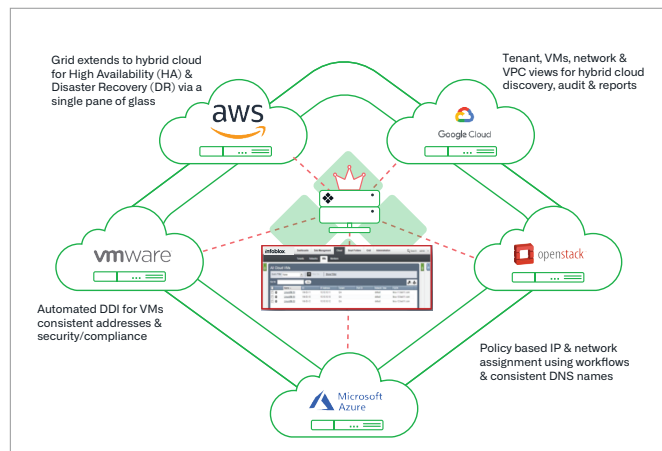 Grid extends to hybrid cloud
for High Availability (HA) &
Disaster Recovery (DR) via a
single pane of glass
Tenant, VMs, network &
VPC views for hybrid cloud
discovery, audit & reports
aws
Google Cloud
vmware
openstack
infoblox
Automated DDI for VMs
consistent addresses &
security/compliance
Policy based IP & network
assignment using workflows
& consistent DNS names
Microsoft
Azure